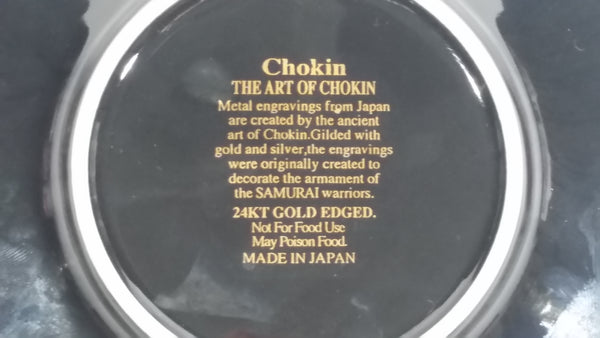 Chokin
THE ART OF CHOKIN
Metal engravings from Japan
are created by the ancient
art of Chokin.Gilded with
gold and silver,the engravings
were originally created to
decorate the armament of
the SAMURAI warriors.
24KT GOLD EDGED.
Not For Food Use
May Poison Food.
MADE IN JAPAN